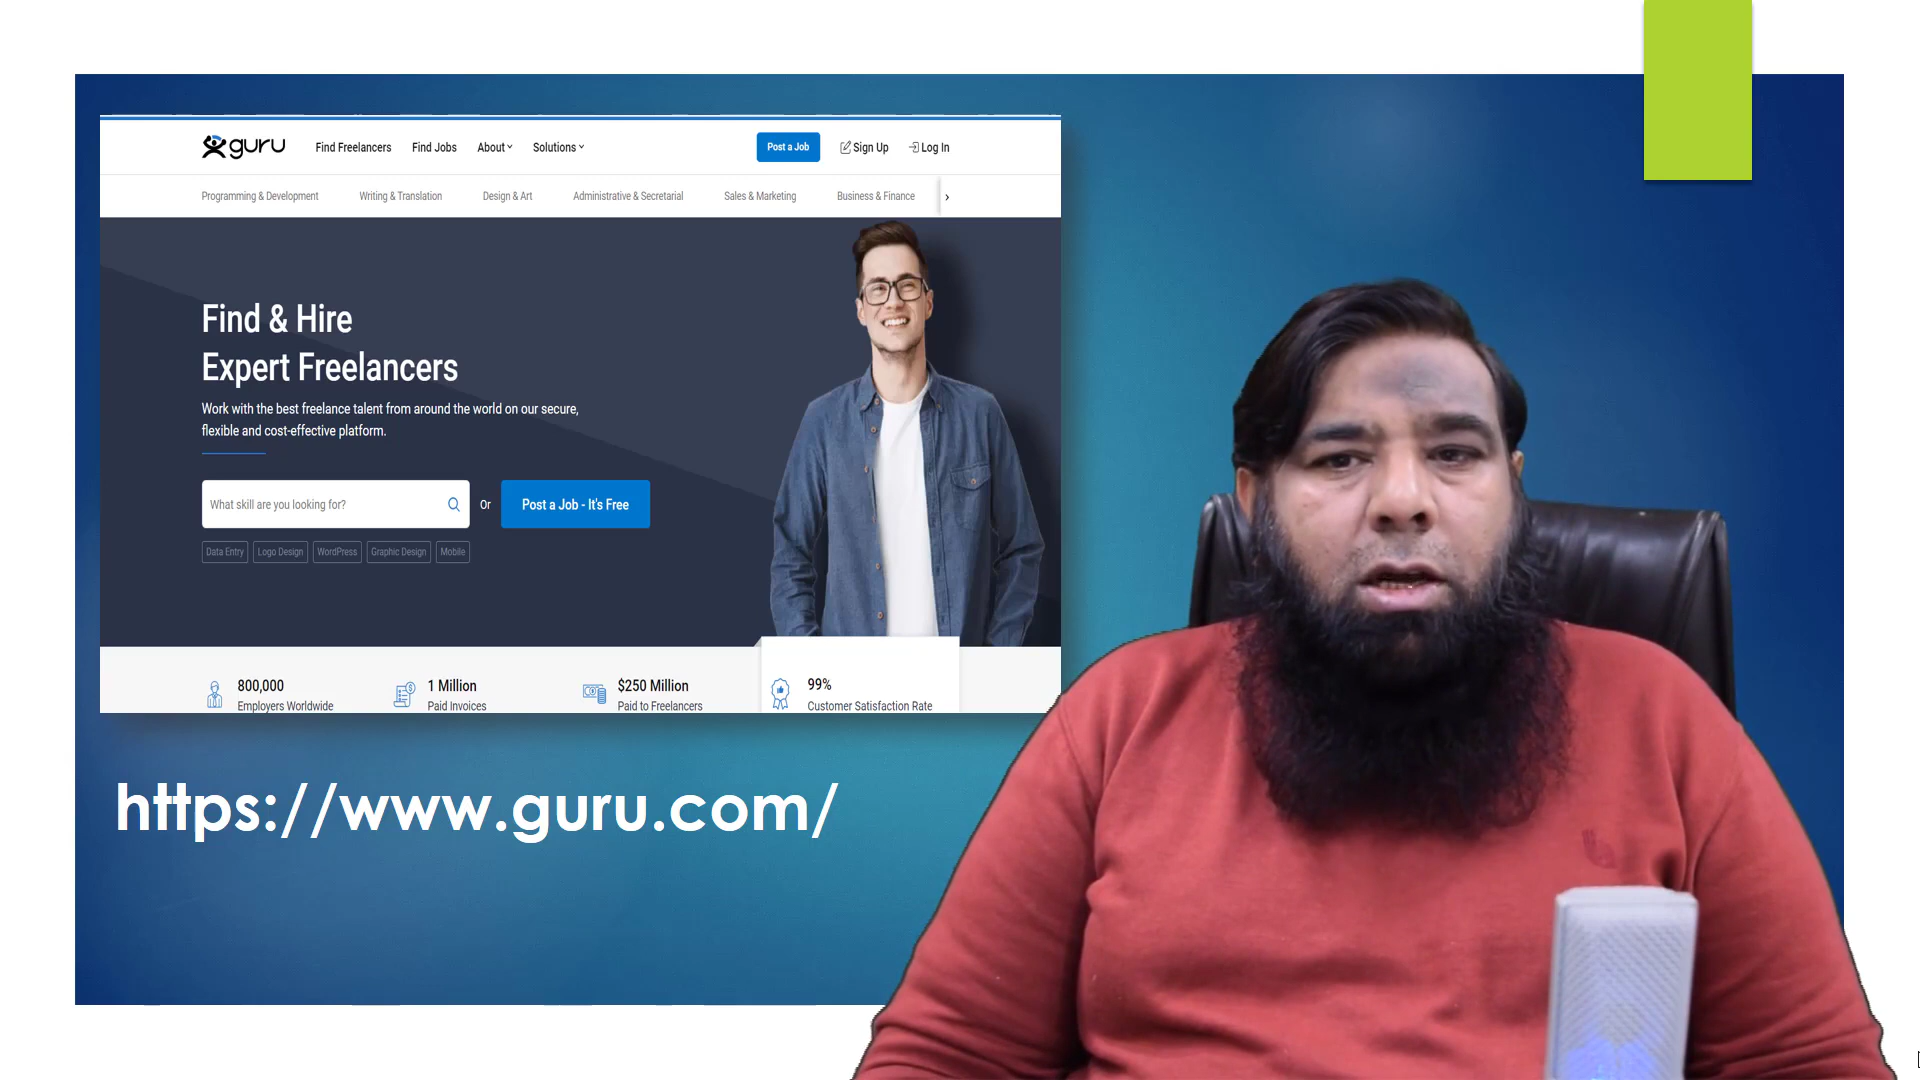 guru Find Freelancers Find Jobs About Solutions Post a Job Sign Up Log In
Programming & Development Writing & Translation Design & Art Administrative & Secretarial Sales & Marketing Business & Finance
Find & Hire
Expert Freelancers
Work with the best freelance talent from around the world on our secure,
flexible and cost-effective platform.
What skill are you looking for? Or Post a Job - It's Free
Data Entry Logo Design WordPress Graphic Design Mobile
800,000 1 Million $250 Million 99%
Employers Worldwide Paid Invoices Paid to Freelancers Customer Satisfaction Rate
https://www.guru.com/